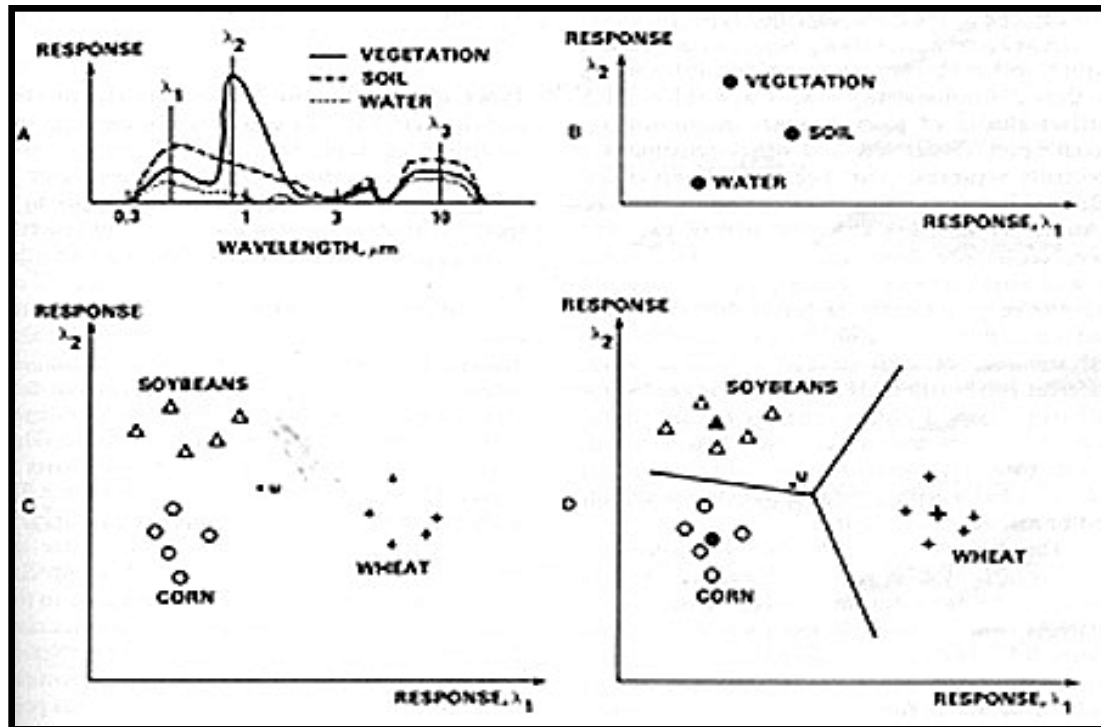 RESPONSE
λ2
λ1
λ3
VEGETATION
SOIL
WATER
A
0.3 1 3 10
WAVELENGTH, μm
RESPONSE
λ2
VEGETATION
SOIL
WATER
B
RESPONSE, λ1
RESPONSE
λ2
SOYBEANS
U
C
WHEAT
CORN
RESPONSE, λ1
RESPONSE
λ2
SOYBEANS
U
D
WHEAT
CORN
RESPONSE, λ1